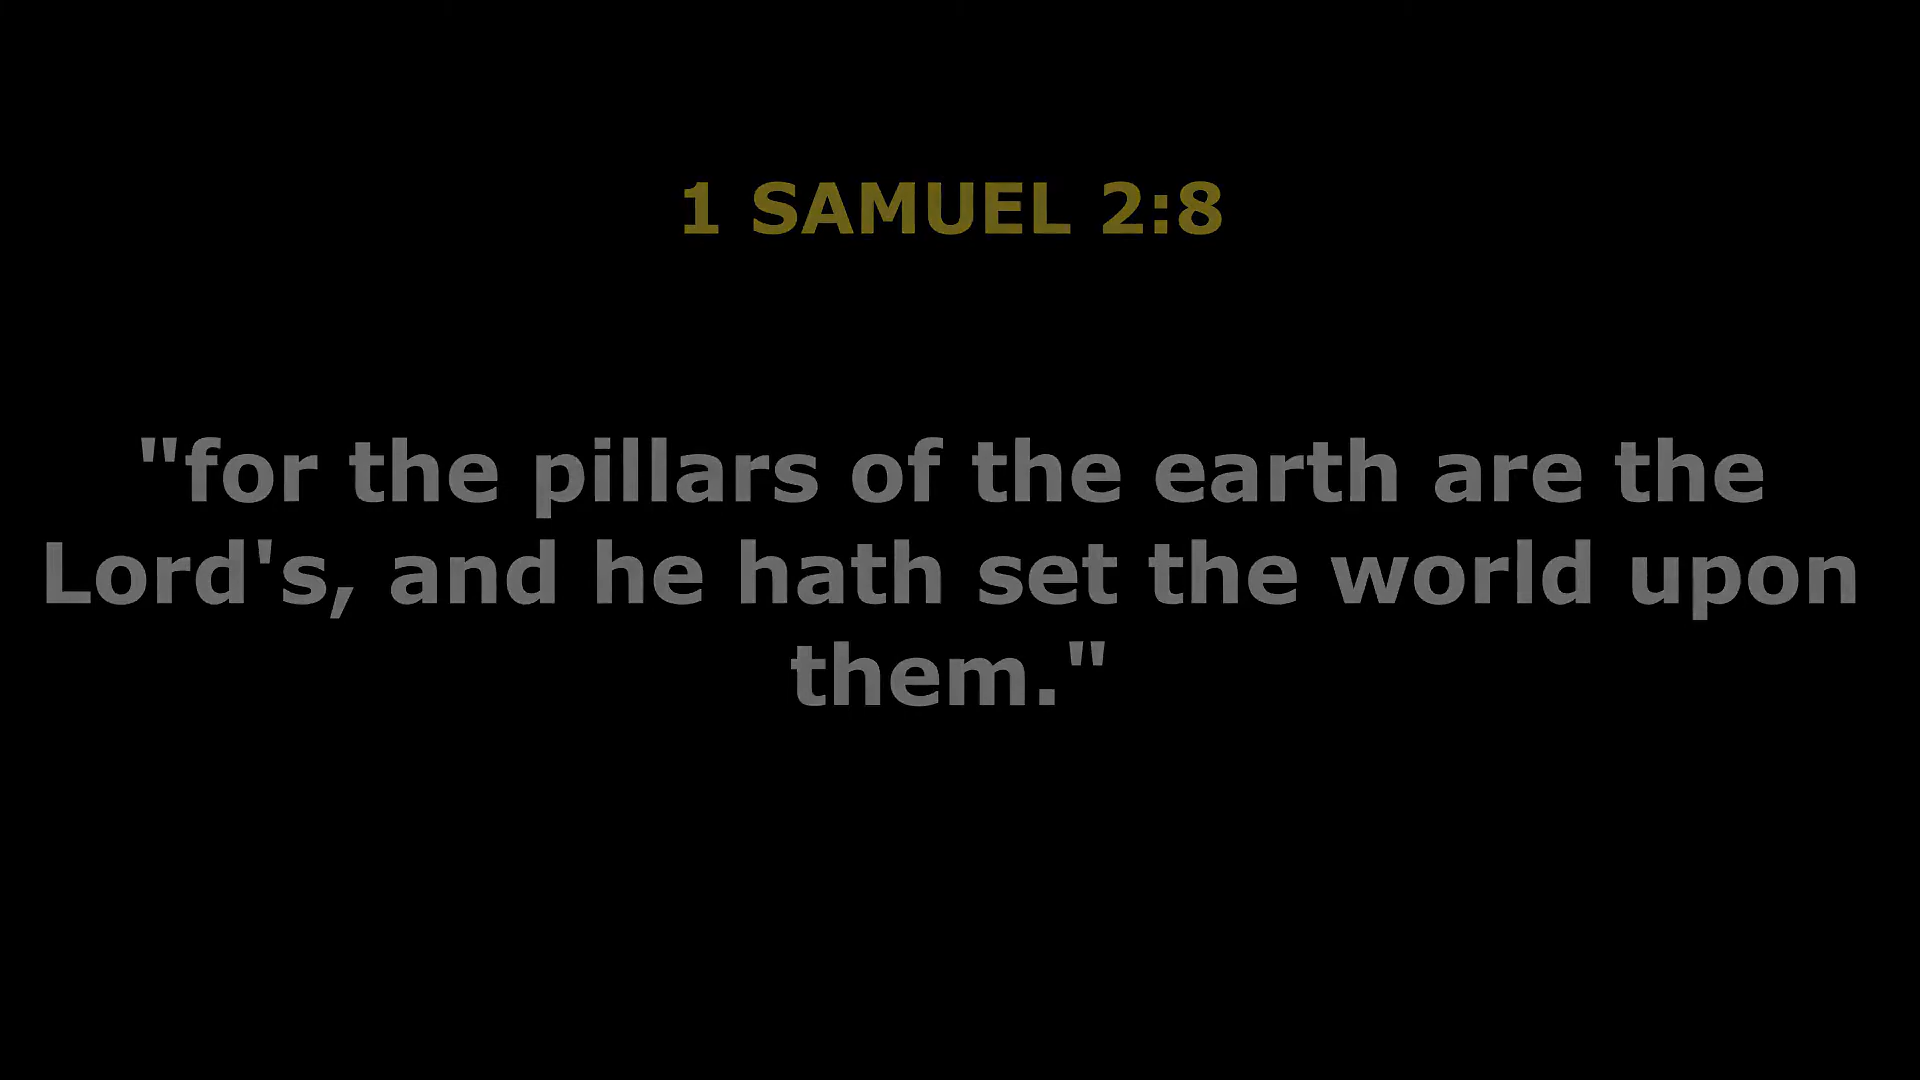 1 SAMUEL 2:8
"for the pillars of the earth are the
Lord's, and he hath set the world upon
them."